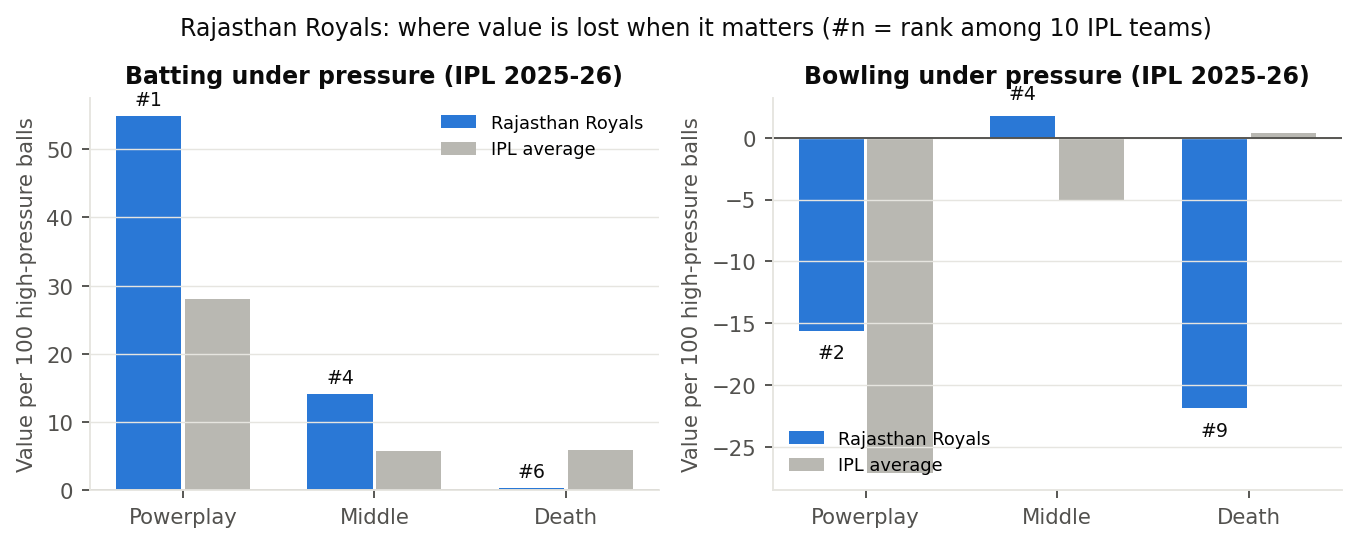 Rajasthan Royals: where value is lost when it matters (#n = rank among 10 IPL teams)
Batting under pressure (IPL 2025-26)
Value per 100 high-pressure balls
50
40
30
20
10
0
#1
#4
#6
Rajasthan Royals
IPL average
Powerplay
Middle
Death
Bowling under pressure (IPL 2025-26)
Value per 100 high-pressure balls
0
−5
−10
−15
−20
−25
#2
#4
#9
Rajasthan Royals
IPL average
Powerplay
Middle
Death